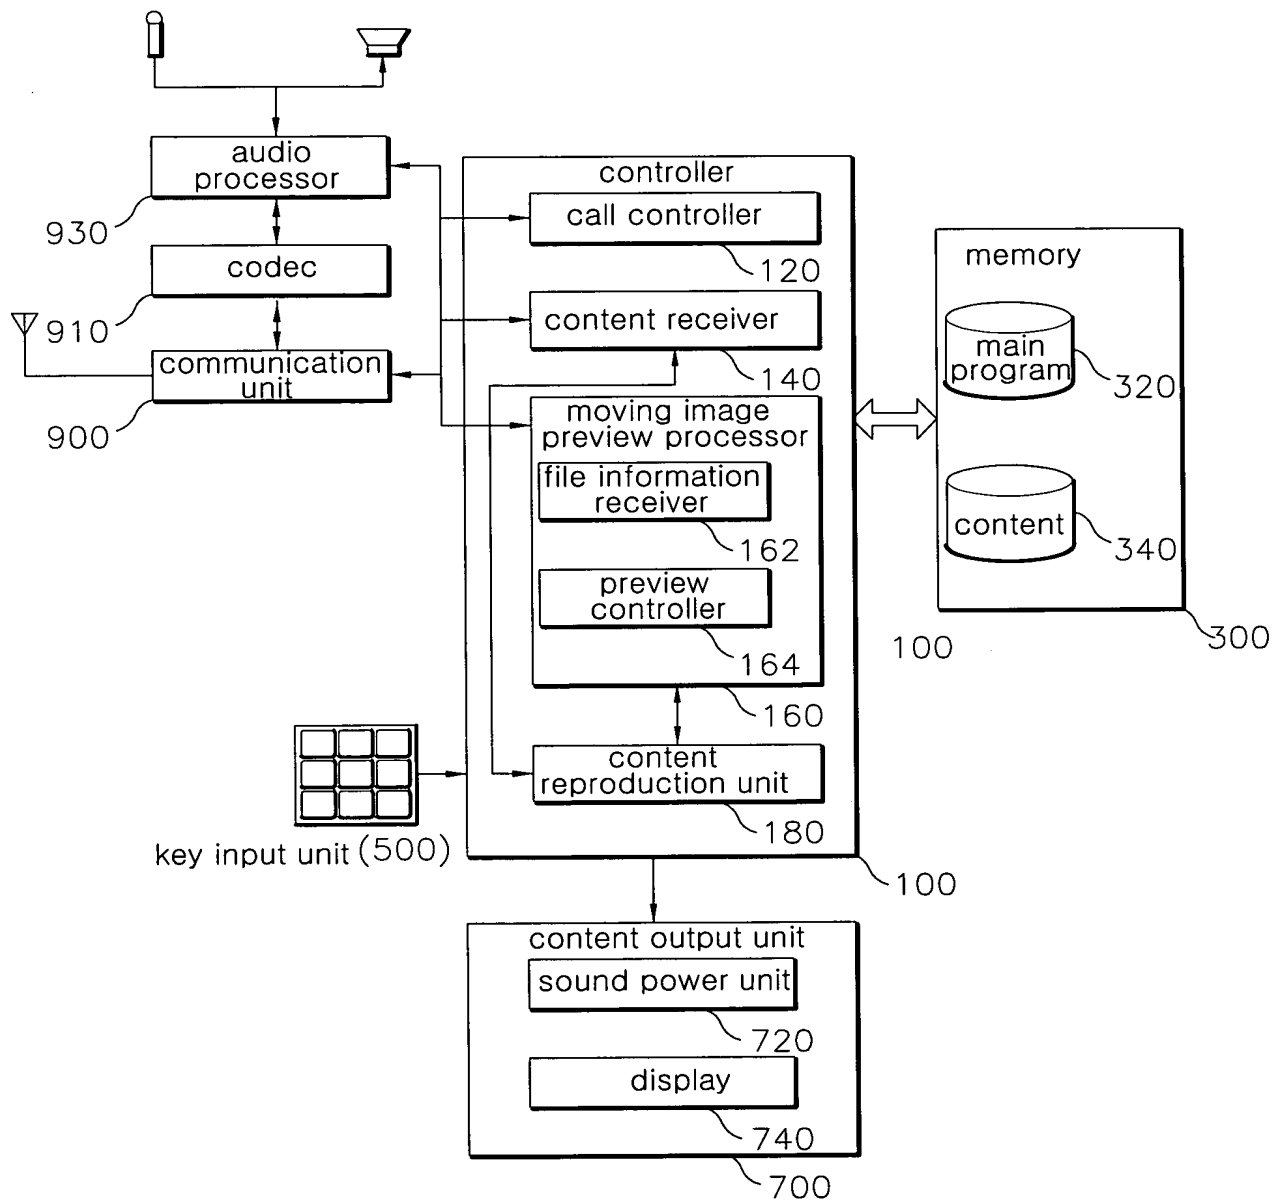 audio
processor
930
codec
910
communication
unit
900
controller
call controller
120
content receiver
140
moving image
preview processor
file information
receiver
162
preview
controller
164
160
content
reproduction unit
180
100
memory
main
program
320
content
340
300
100
key input unit (500)
content output unit
sound power unit
720
display
740
700